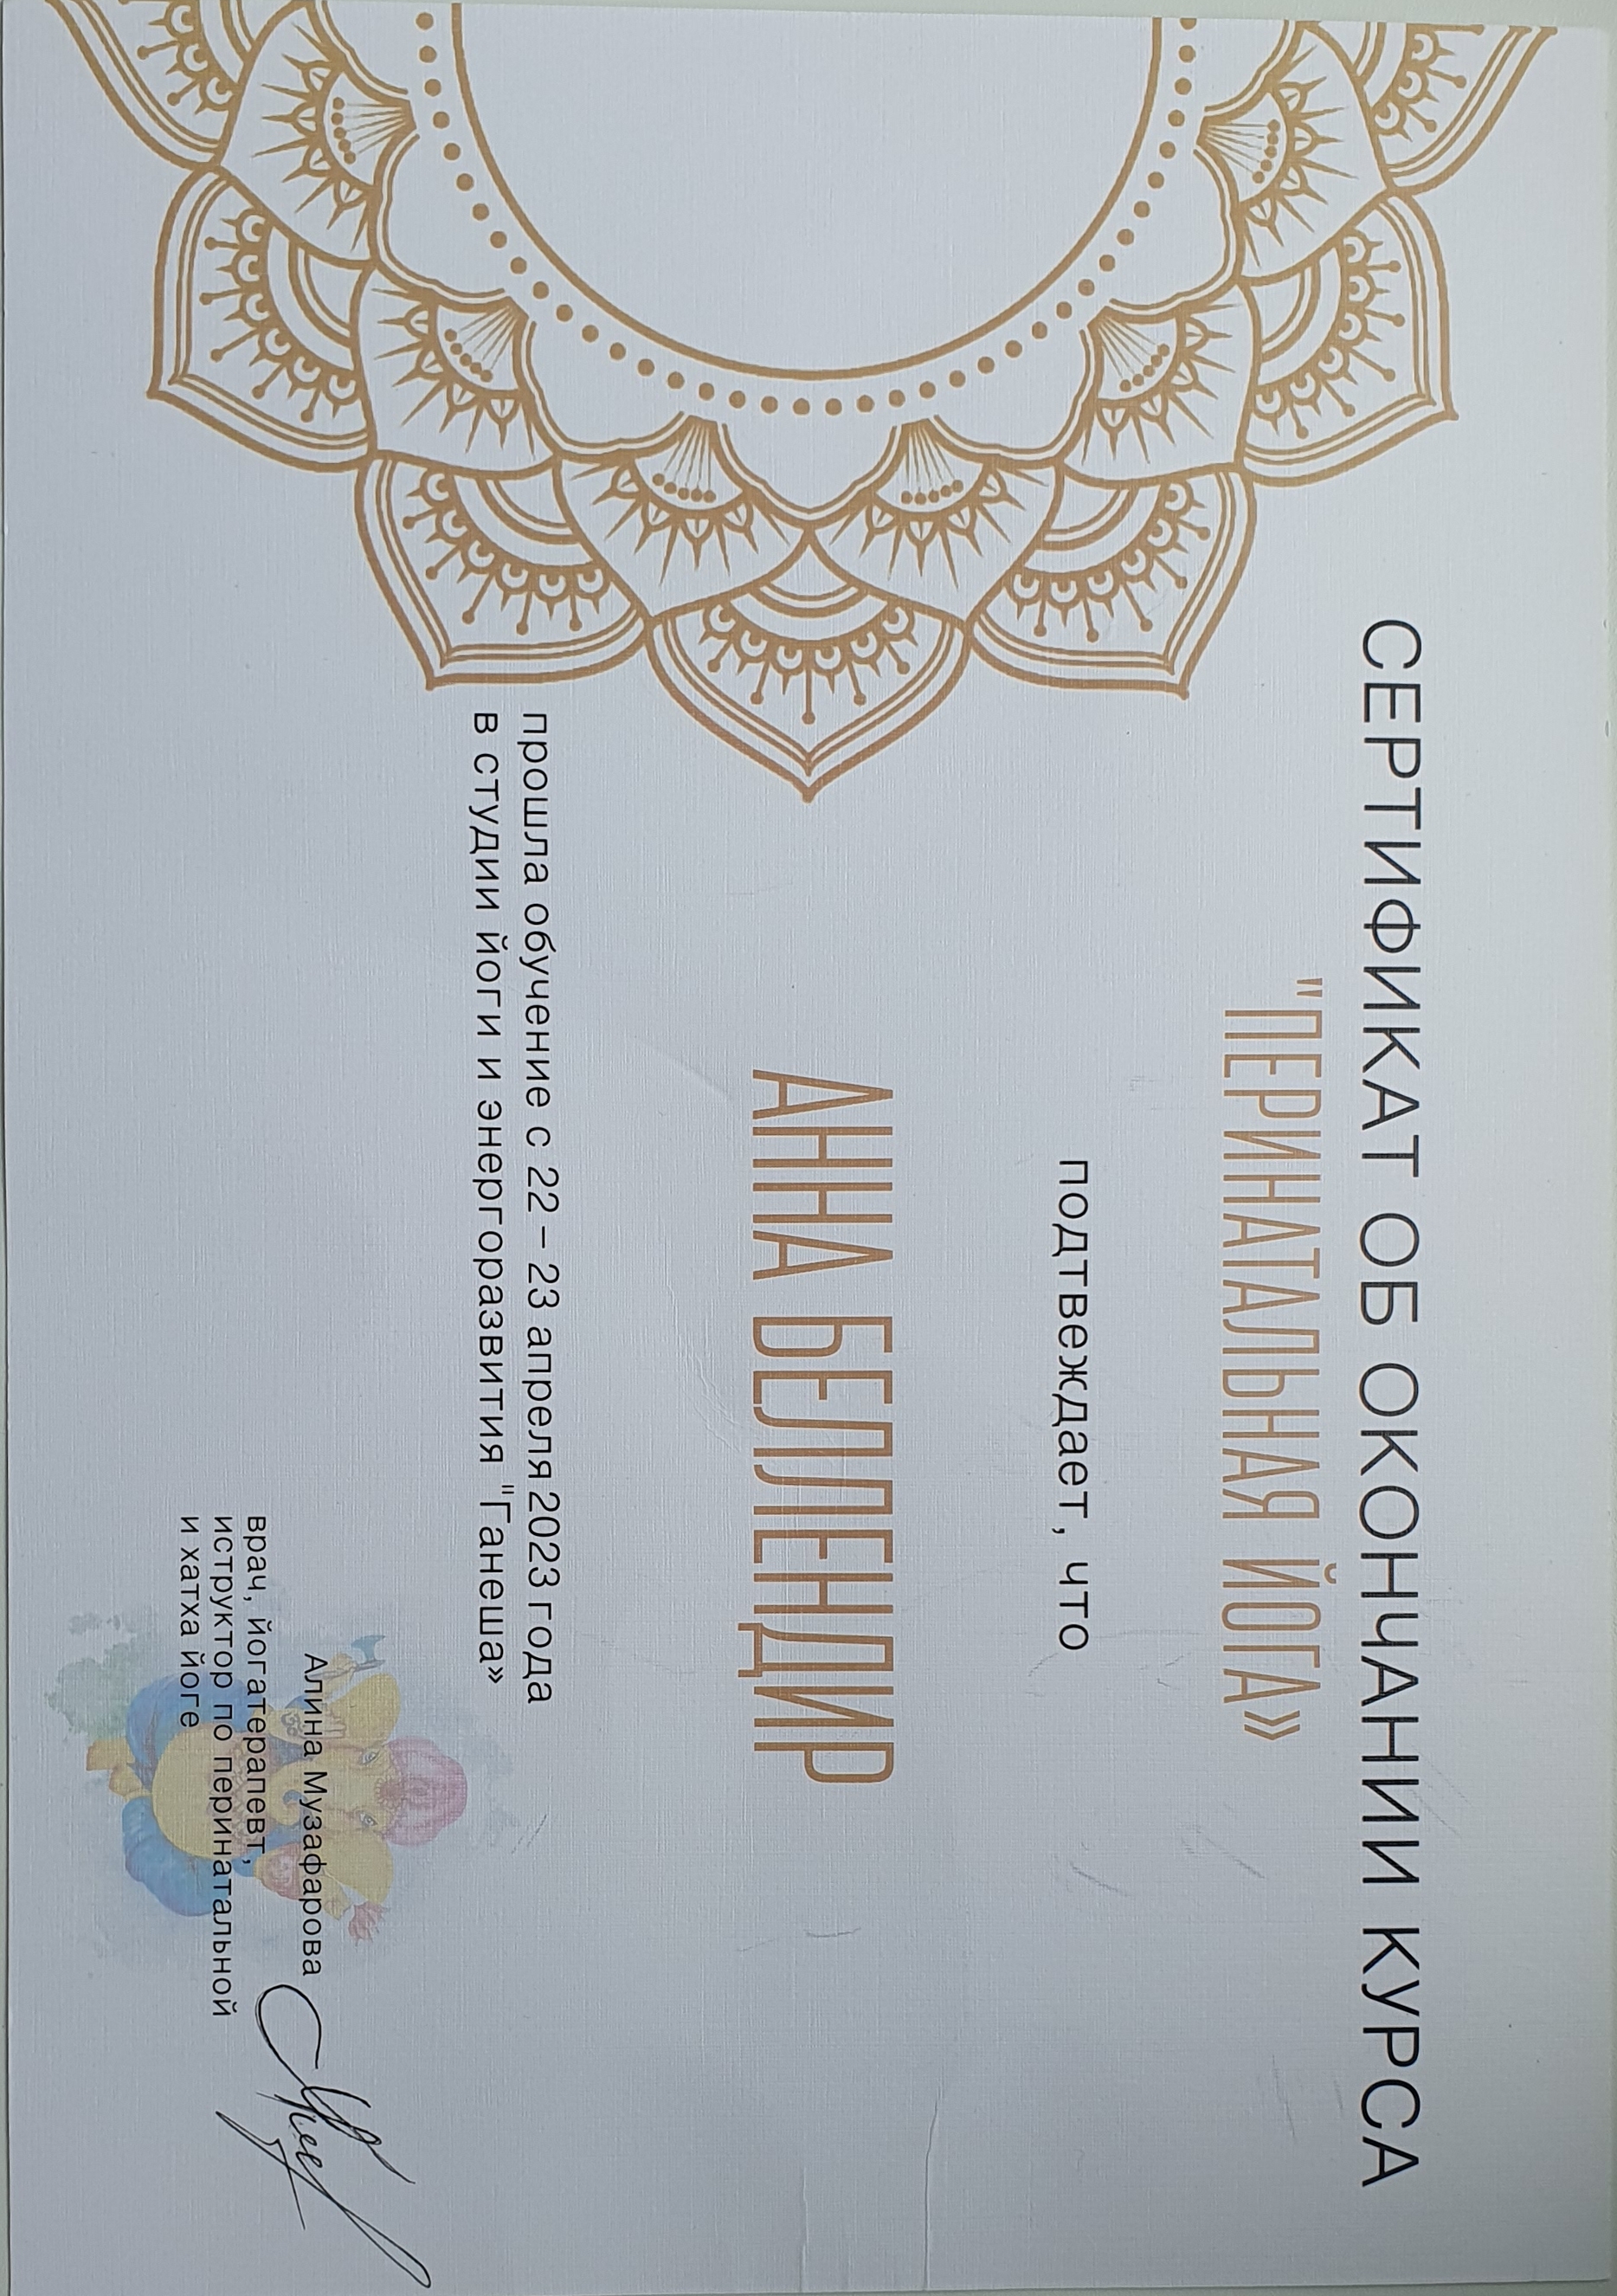 СЕРТИФИКАТ ОБ ОКОНЧАНИИ КУРСА
"ПЕРИНАТАЛЬНАЯ ЙОГА»
подтвеждает, что
АННА БЕЛЛЕНДИР
прошла обучение с 22 – 23 апреля 2023 года
в студии йоги и энергоразвития "Ганеша»
Алина Музафарова
врач, йогатерапевт,
иструктор по перинатальной
и хатха йоге